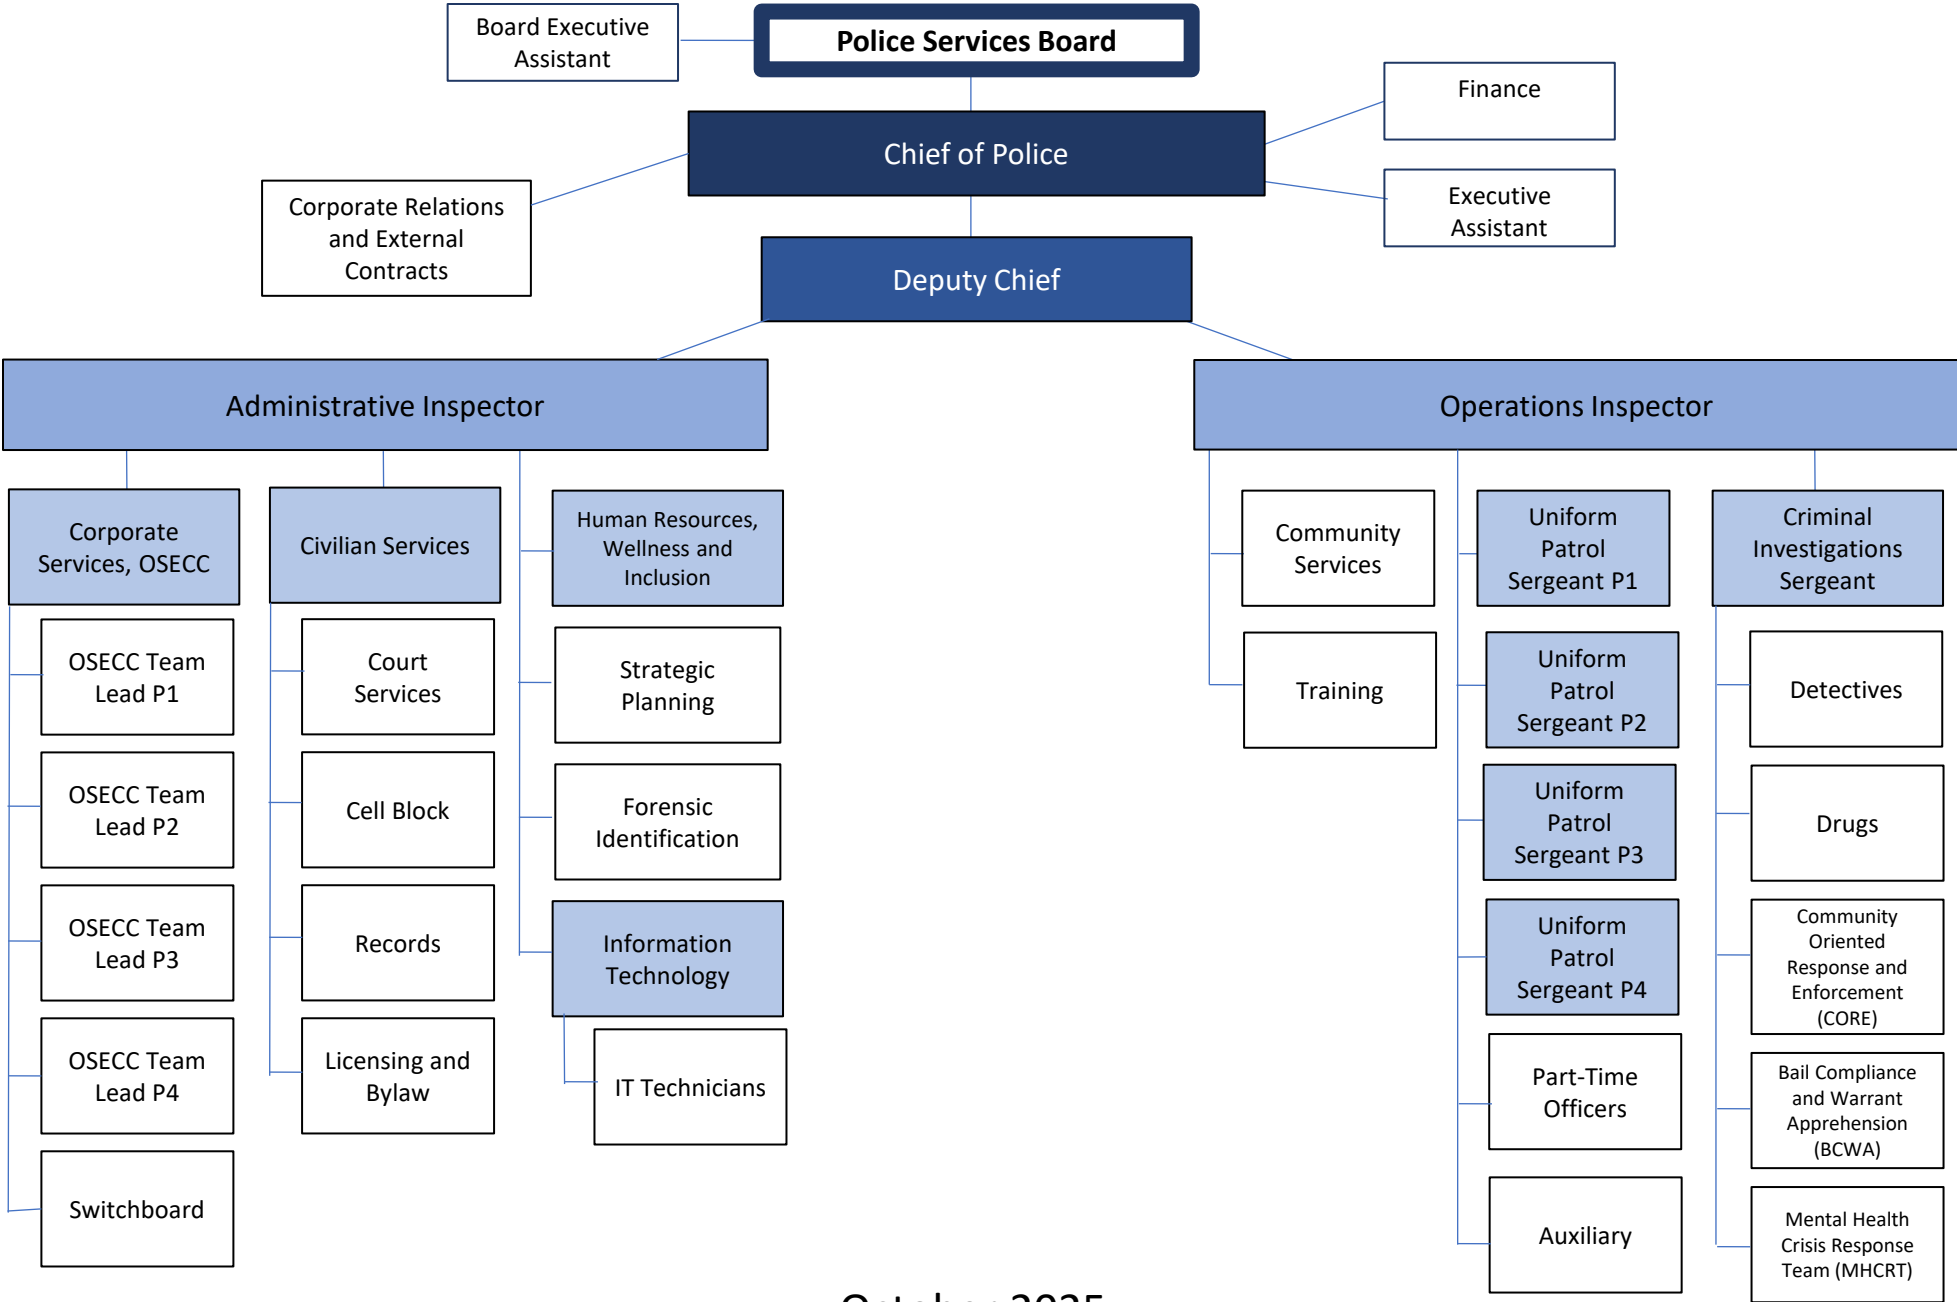 Board Executive
Assistant
Police Services Board
Finance
Chief of Police
Corporate Relations
and External
Contracts
Executive
Assistant
Deputy Chief
Administrative Inspector
Operations Inspector
Corporate
Services, OSECC
OSECC Team
Lead P1
OSECC Team
Lead P2
OSECC Team
Lead P3
OSECC Team
Lead P4
Switchboard
Civilian Services
Court
Services
Cell Block
Records
Licensing and
Bylaw
Human Resources,
Wellness and
Inclusion
Strategic
Planning
Forensic
Identification
Information
Technology
IT Technicians
Community
Services
Training
Uniform
Patrol
Sergeant P1
Uniform
Patrol
Sergeant P2
Uniform
Patrol
Sergeant P3
Uniform
Patrol
Sergeant P4
Part-Time
Officers
Auxiliary
Criminal
Investigations
Sergeant
Detectives
Drugs
Community
Oriented
Response and
Enforcement
(CORE)
Bail Compliance
and Warrant
Apprehension
(BCWA)
Mental Health
Crisis Response
Team (MHCRT)
October 2025